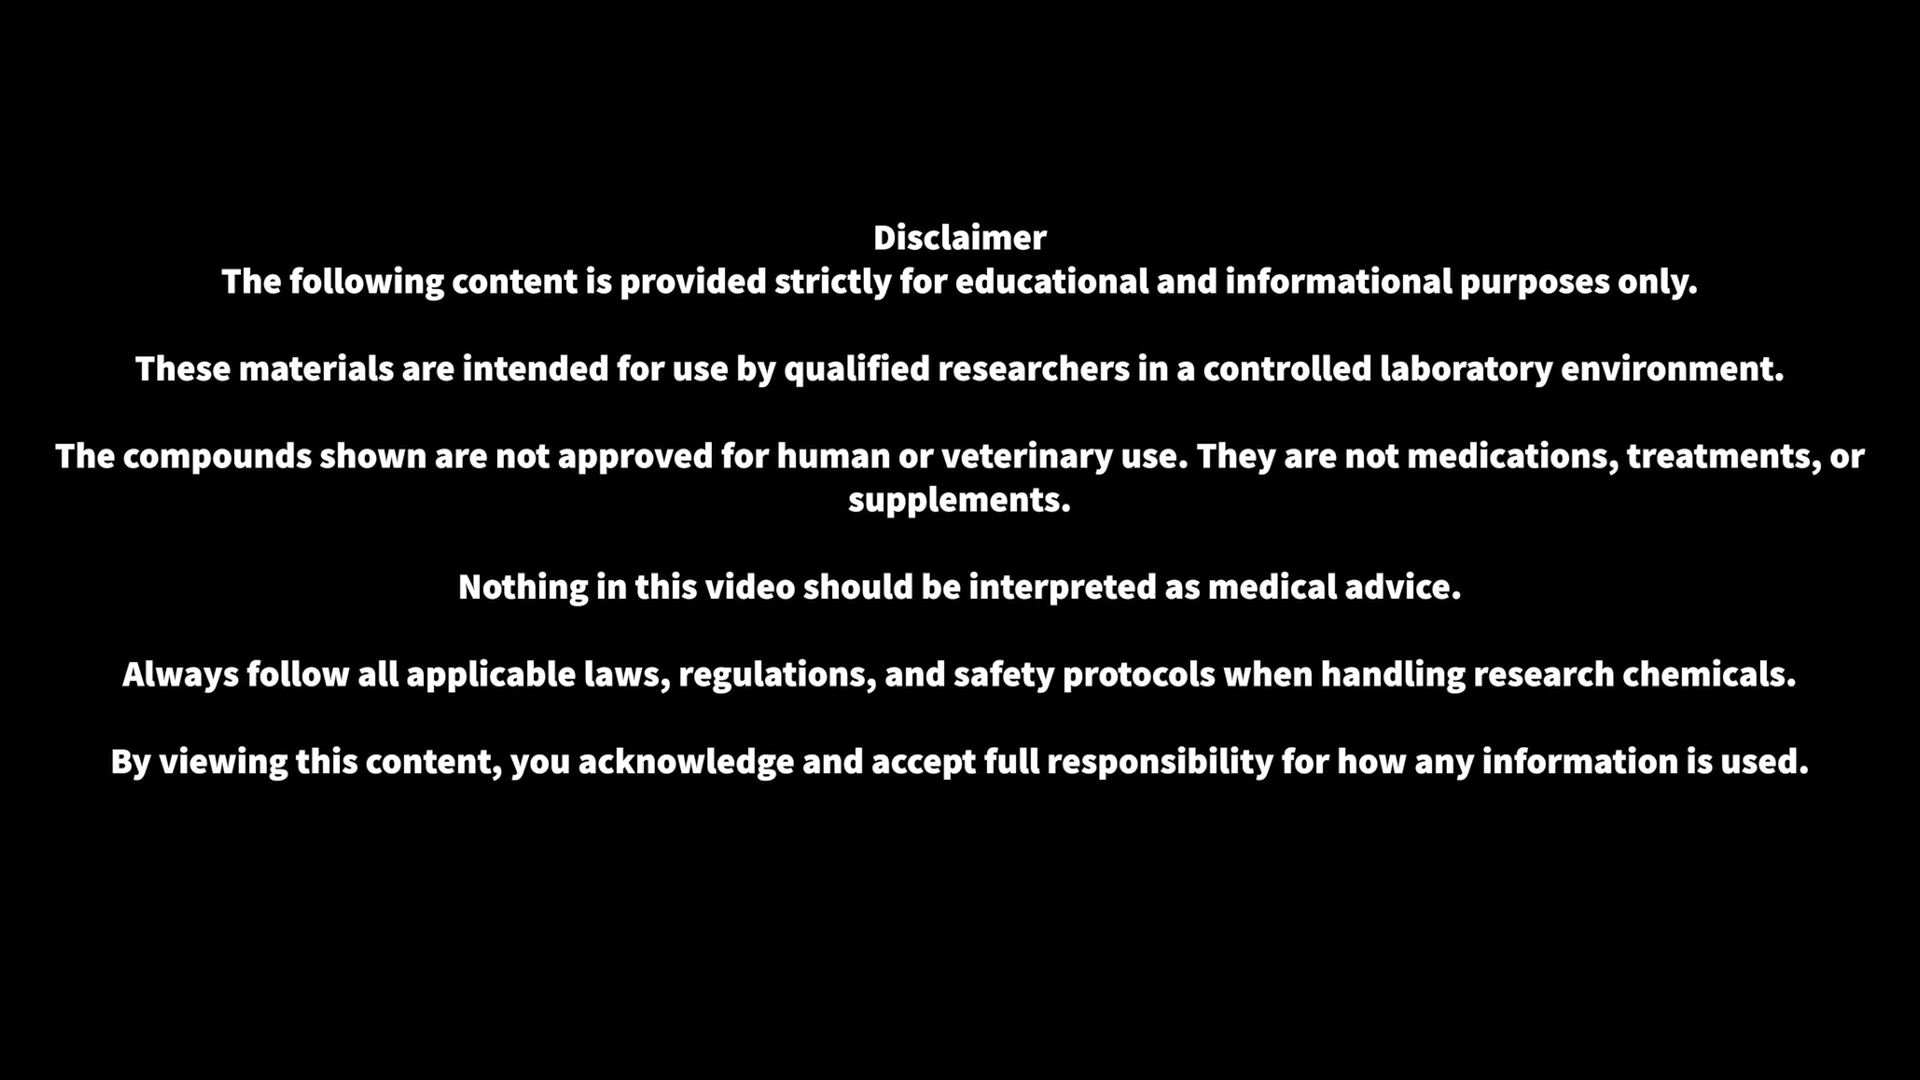 Disclaimer
The following content is provided strictly for educational and informational purposes only.
These materials are intended for use by qualified researchers in a controlled laboratory environment.
The compounds shown are not approved for human or veterinary use. They are not medications, treatments, or
supplements.
Nothing in this video should be interpreted as medical advice.
Always follow all applicable laws, regulations, and safety protocols when handling research chemicals.
By viewing this content, you acknowledge and accept full responsibility for how any information is used.